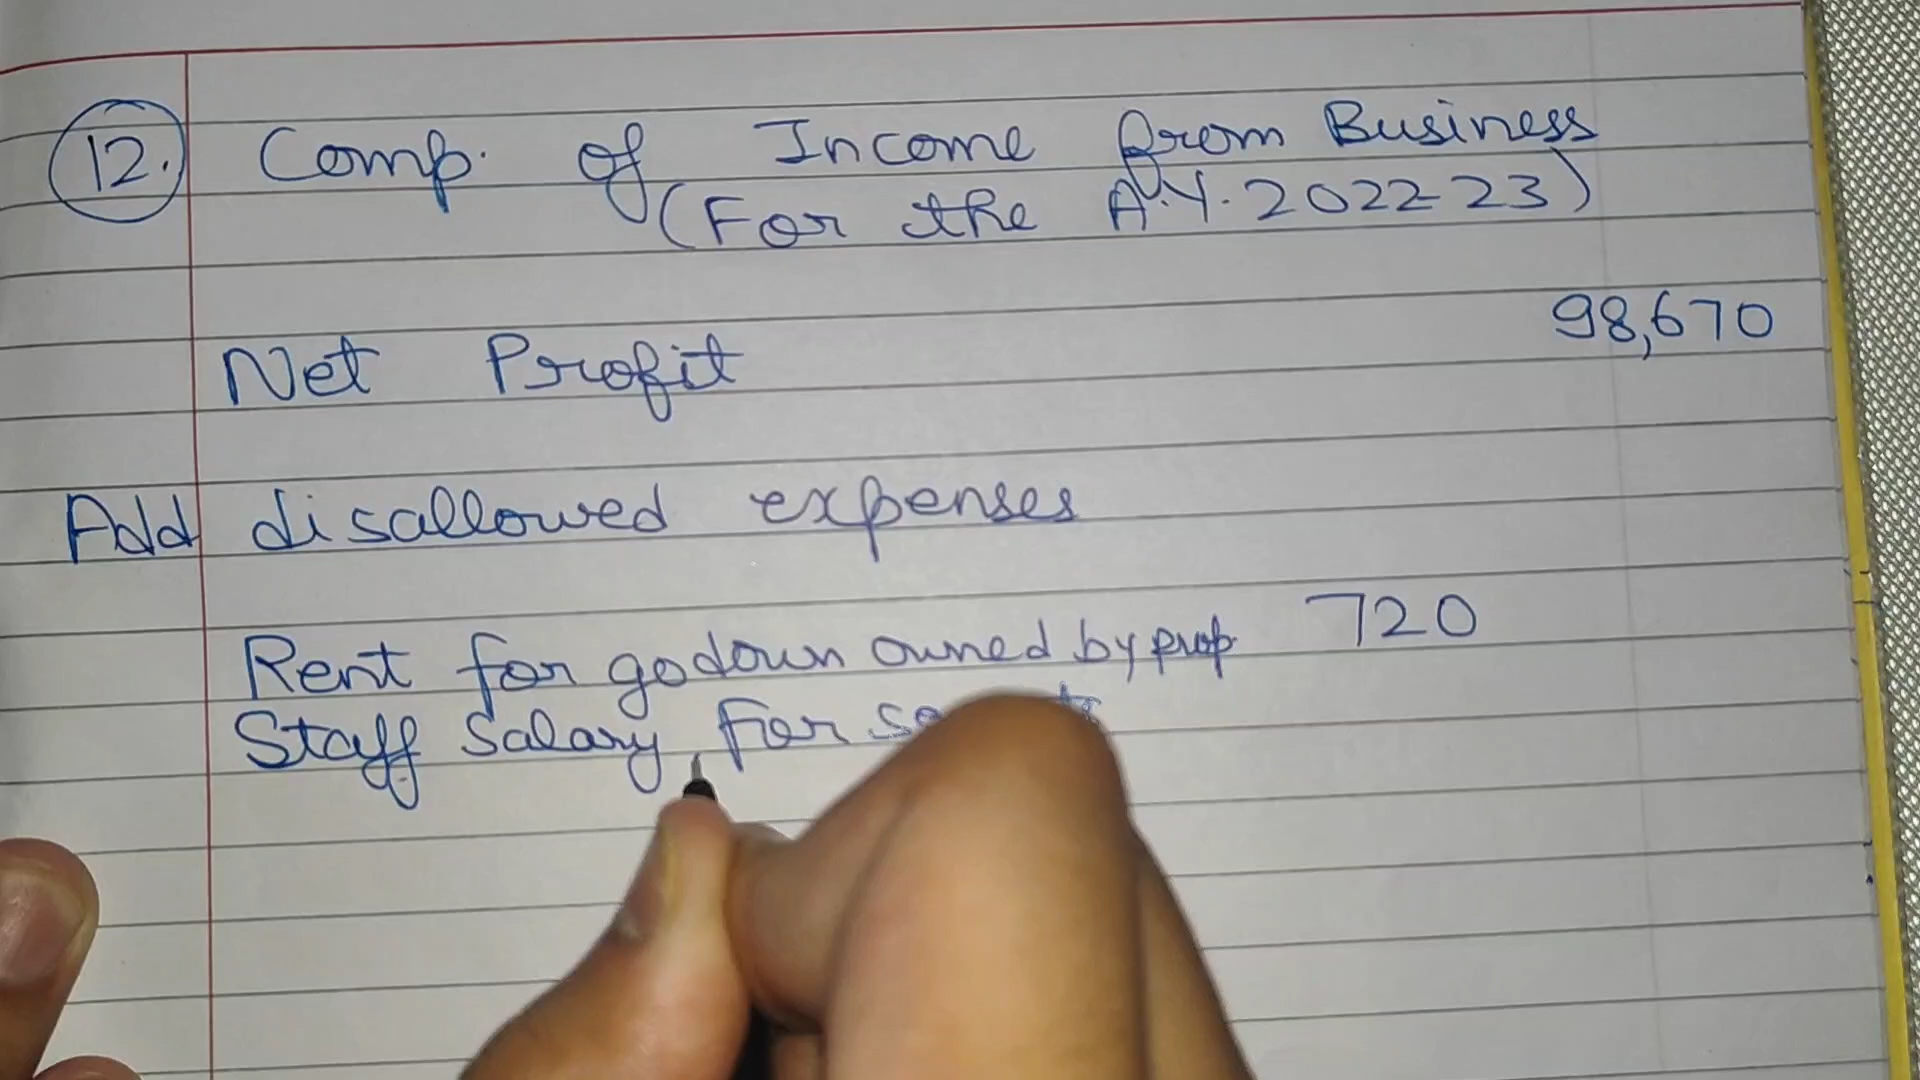 12. Comp. of Income from Business
(For the A.Y. 2022-23)
Net Profit 98,670
Add disallowed expenses
Rent for godown owned by prop. 720
Staff Salary, for